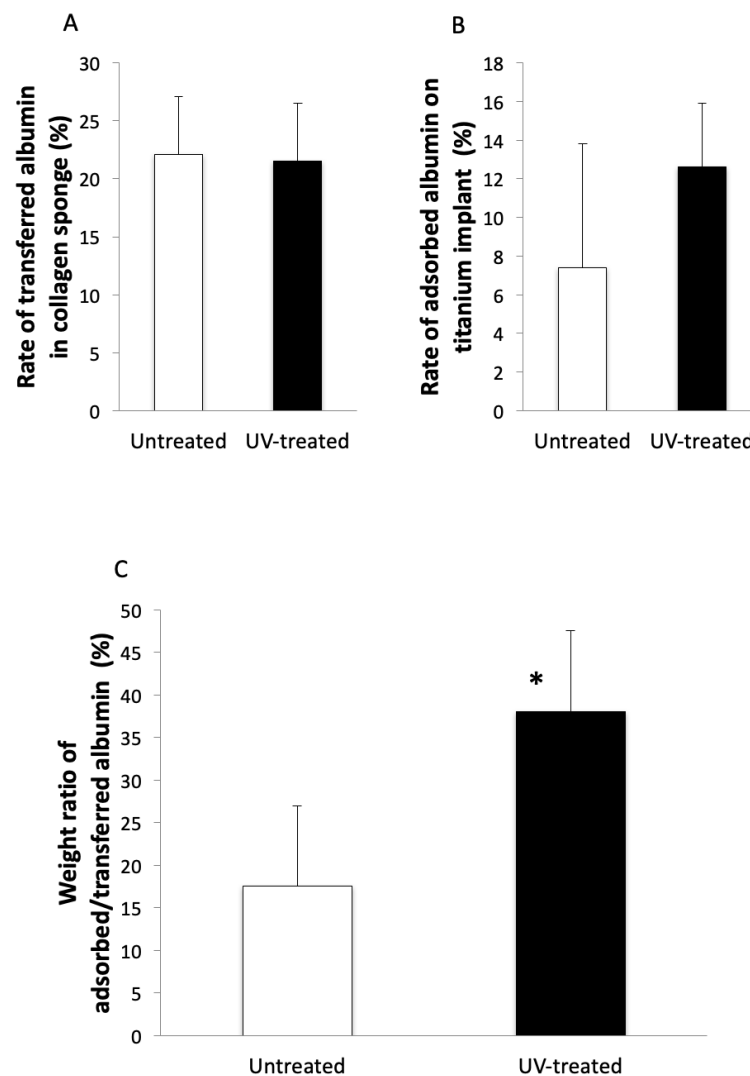 A
Rate of transferred albumin
in collagen sponge (%)
30
25
20
15
10
5
0
Untreated
UV-treated
B
Rate of adsorbed albumin on
titanium implant (%)
18
16
14
12
10
8
6
4
2
0
Untreated
UV-treated
C
Weight ratio of
adsorbed/transferred albumin (%)
50
45
40
35
30
25
20
15
10
5
0
*
Untreated
UV-treated